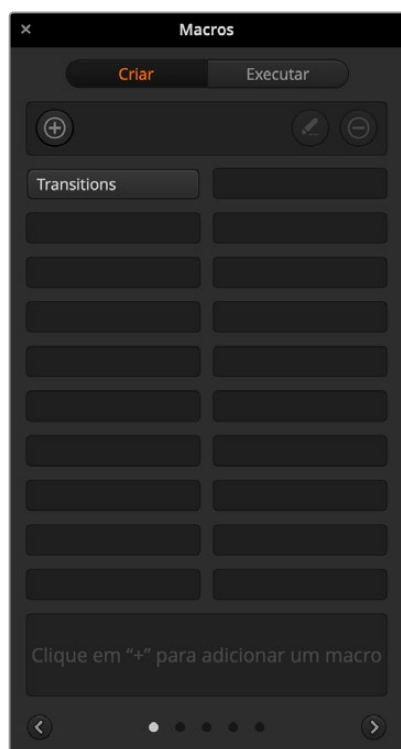 Macros
Criar
Executar
Transitions
Clique em “+” para adicionar um macro